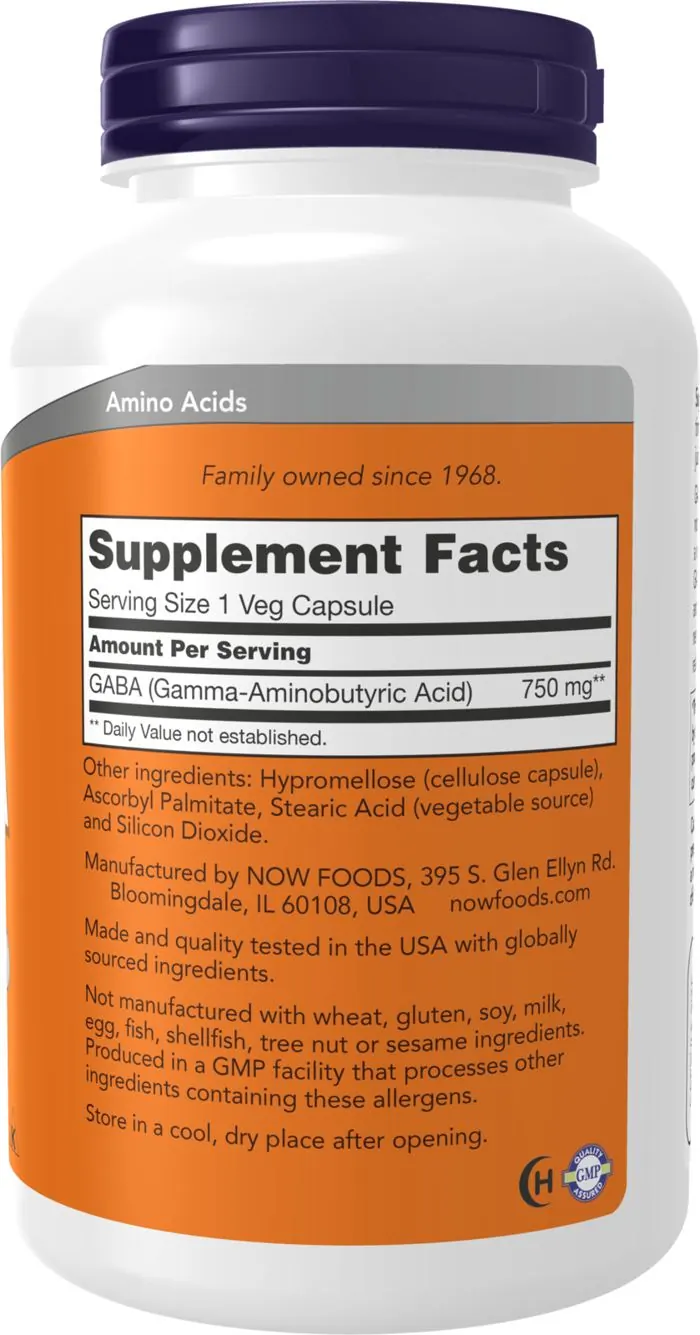 Amino Acids
Family owned since 1968.
Supplement Facts
Serving Size 1 Veg Capsule
Amount Per Serving
GABA (Gamma-Aminobutyric Acid) 750 mg**
** Daily Value not established.
Other ingredients: Hypromellose (cellulose capsule),
Ascorbyl Palmitate, Stearic Acid (vegetable source)
and Silicon Dioxide.
Manufactured by NOW FOODS, 395 S. Glen Ellyn Rd.
Bloomingdale, IL 60108, USA nowfoods.com
Made and quality tested in the USA with globally
sourced ingredients.
Not manufactured with wheat, gluten, soy, milk,
egg, fish, shellfish, tree nut or sesame ingredients.
Produced in a GMP facility that processes other
ingredients containing these allergens.
Store in a cool, dry place after opening.
H
QUALITY
GMP
ASSURED